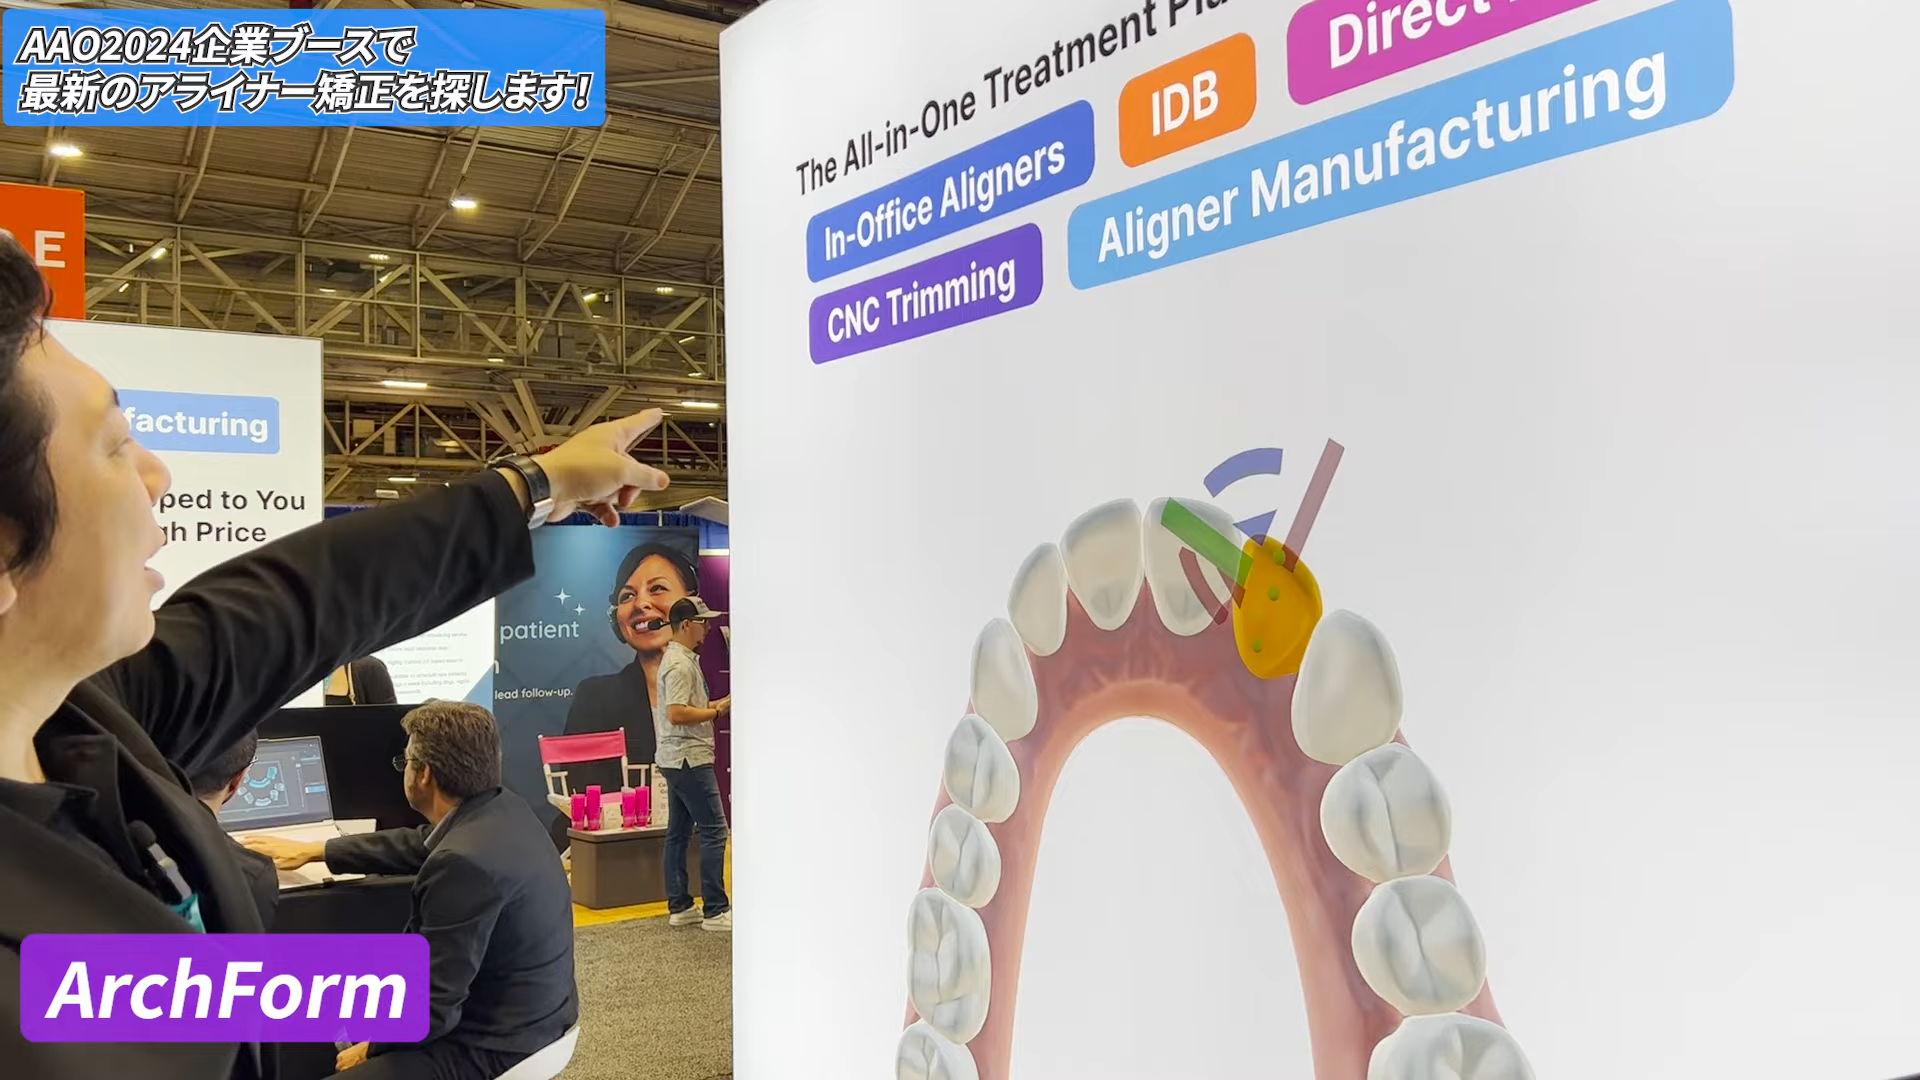 AAO2024企業ブースで
最新のアライナー矯正を探します!
The All-in-One Treatment
Direct
IDB
In-Office Aligners
Aligner Manufacturing
CNC Trimming
E
facturing
ped to You
gh Price
patient
lead follow-up.
ArchForm